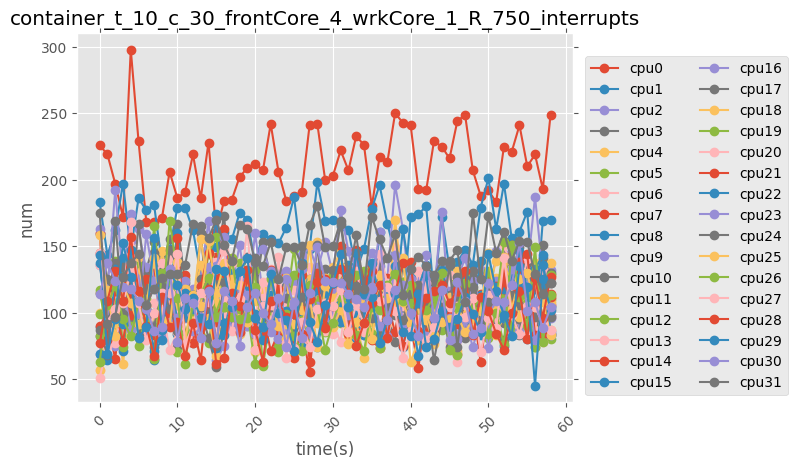 container_t_10_c_30_frontCore_4_wrkCore_1_R_750_interrupts
300
250
200
150
100
50
num
0
10
20
30
40
50
60
time(s)
cpu0
cpu1
cpu2
cpu3
cpu4
cpu5
cpu6
cpu7
cpu8
cpu9
cpu10
cpu11
cpu12
cpu13
cpu14
cpu15
cpu16
cpu17
cpu18
cpu19
cpu20
cpu21
cpu22
cpu23
cpu24
cpu25
cpu26
cpu27
cpu28
cpu29
cpu30
cpu31